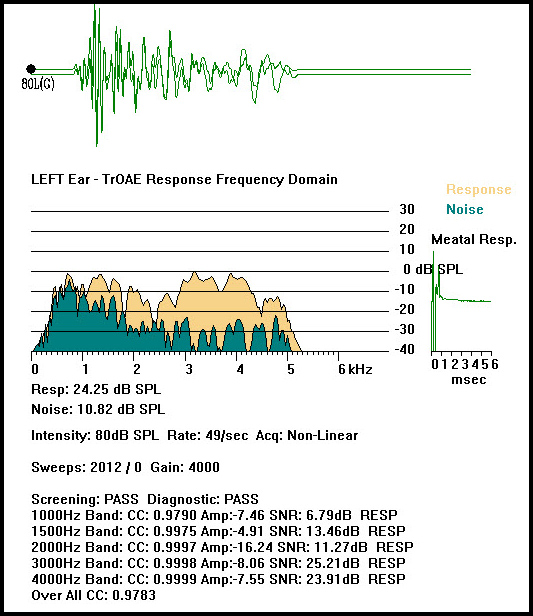 80L(G)
LEFT Ear - TrOAE Response Frequency Domain
Response
Noise
30
20
10
0 dB SPL
-10
-20
-30
-40
0 1 2 3 4 5 6 kHz
Meatal Resp.
0 1 2 3 4 5 6
msec
Resp: 24.25 dB SPL
Noise: 10.82 dB SPL
Intensity: 80dB SPL Rate: 49/sec Acq: Non-Linear
Sweeps: 2012 / 0 Gain: 4000
Screening: PASS Diagnostic: PASS
1000Hz Band: CC: 0.9790 Amp:-7.46 SNR: 6.79dB RESP
1500Hz Band: CC: 0.9975 Amp:-4.91 SNR: 13.46dB RESP
2000Hz Band: CC: 0.9997 Amp:-16.24 SNR: 11.27dB RESP
3000Hz Band: CC: 0.9998 Amp:-8.06 SNR: 25.21dB RESP
4000Hz Band: CC: 0.9999 Amp:-7.55 SNR: 23.91dB RESP
Over All CC: 0.9783